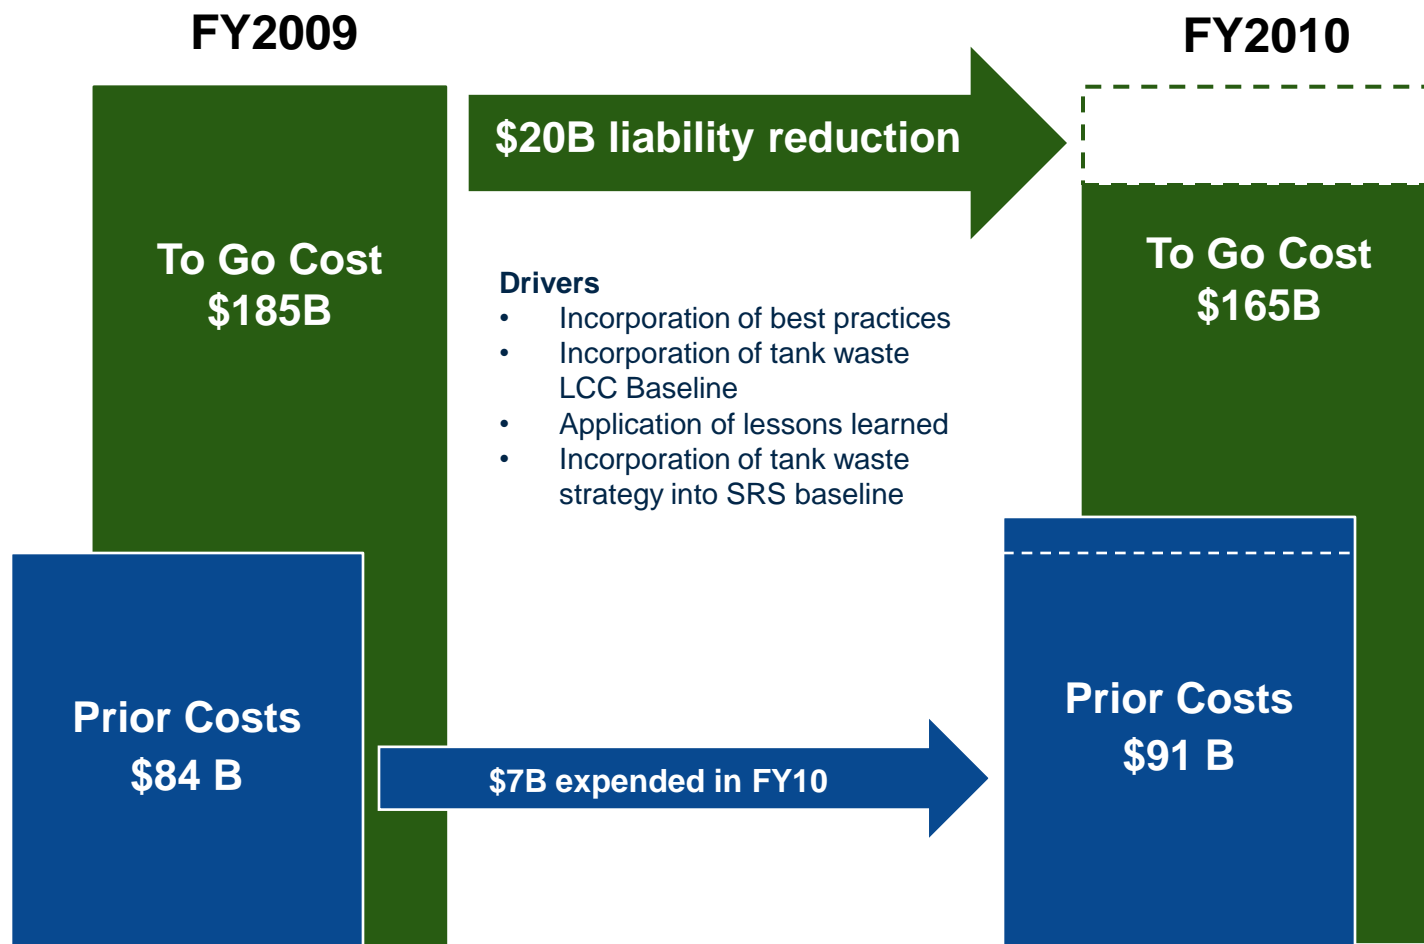 FY2009
FY2010
$20B liability reduction
To Go Cost
$185B
To Go Cost
$165B
Drivers
• Incorporation of best practices
• Incorporation of tank waste
LCC Baseline
• Application of lessons learned
• Incorporation of tank waste
strategy into SRS baseline
Prior Costs
$84 B
$7B expended in FY10
Prior Costs
$91 B